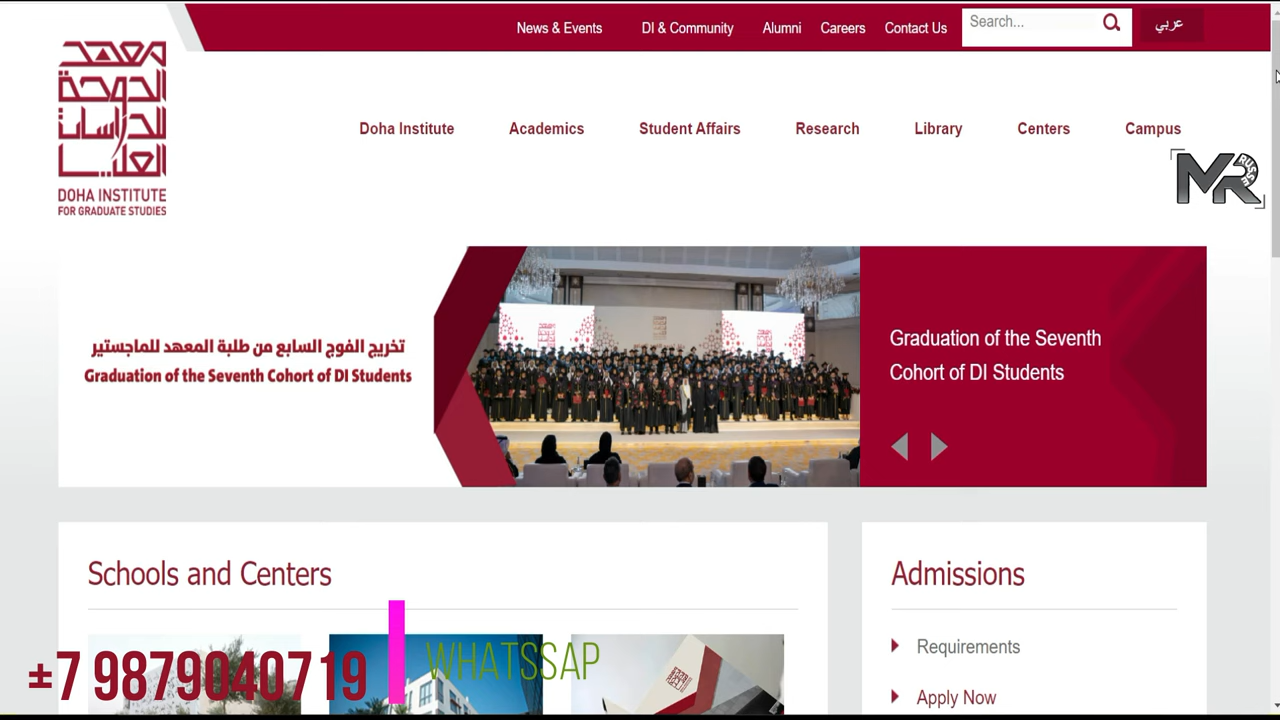 News & Events
DI & Community
Alumni
Careers
Contact Us
Search...
عربي
معهد
الدوحة
للدراسات
العليا
DOHA INSTITUTE
FOR GRADUATE STUDIES
Doha Institute
Academics
Student Affairs
Research
Library
Centers
Campus
MR
RUSSE
تخريج الفوج السابع من طلبة المعهد للماجستير
Graduation of the Seventh Cohort of DI Students
Graduation of the Seventh
Cohort of DI Students
Schools and Centers
Admissions
Requirements
Apply Now
±7 9879040719
WHATSSAP